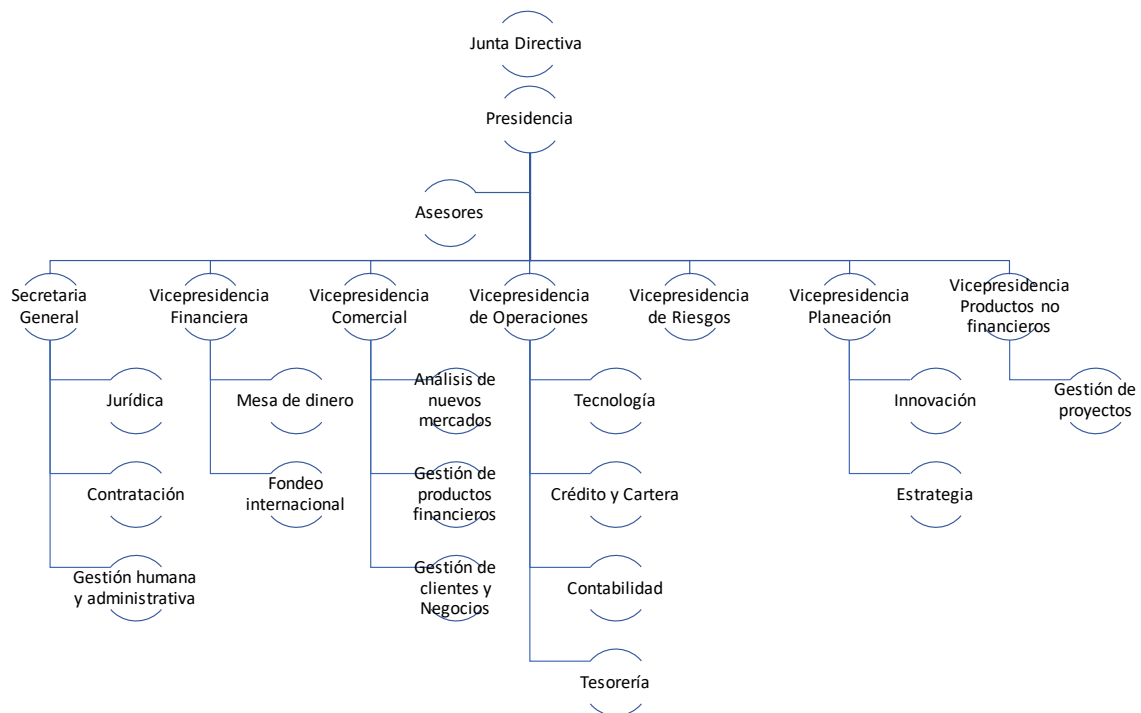 Junta Directiva
Presidencia
Asesores
Secretaria
General
Vicepresidencia
Financiera
Vicepresidencia
Comercial
Vicepresidencia
de Operaciones
Vicepresidencia
de Riesgos
Vicepresidencia
Planeación
Vicepresidencia
Productos no
financieros
Jurídica
Contratación
Gestión humana
y administrativa
Mesa de dinero
Fondeo
internacional
Análisis de
nuevos
mercados
Gestión de
productos
financieros
Gestión de
clientes y
Negocios
Tecnología
Crédito y Cartera
Contabilidad
Tesorería
Innovación
Estrategia
Gestión de
proyectos